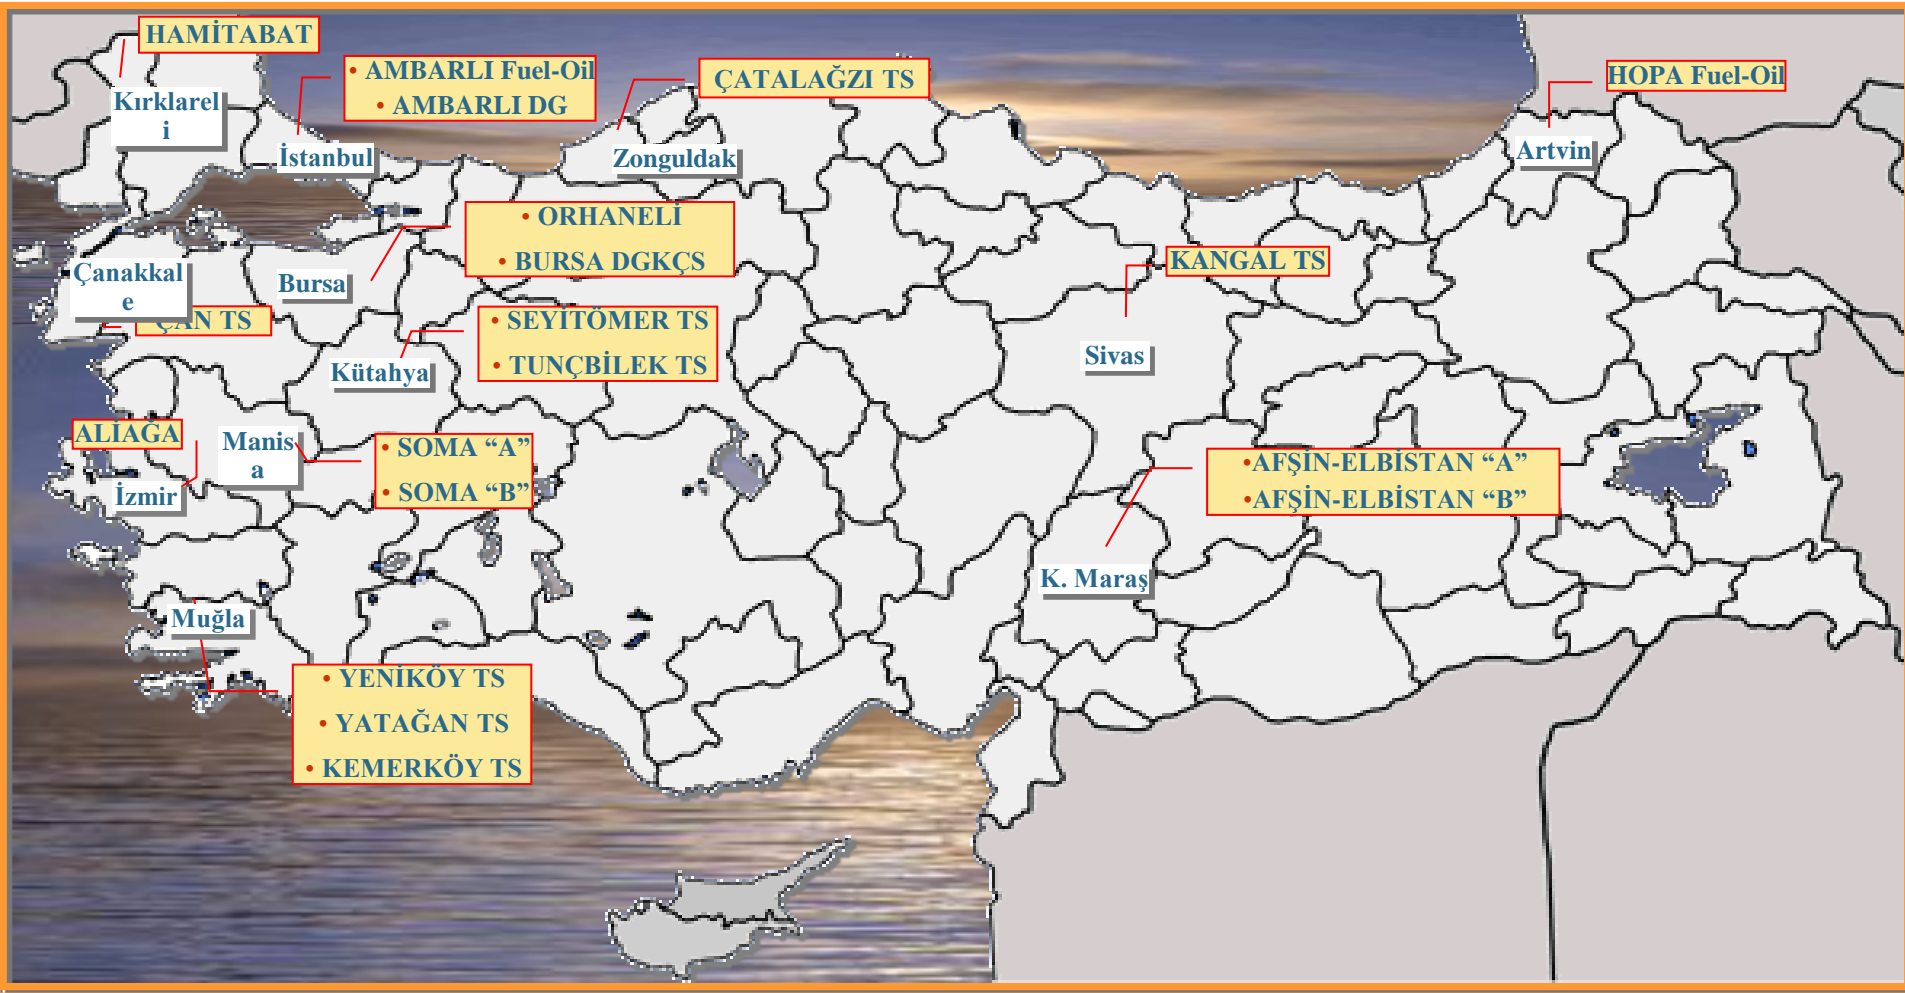 HAMİTABAT
• AMBARLI Fuel-Oil
• AMBARLI DG
ÇATALAĞZI TS
HOPA Fuel-Oil
Kırklarel
i
İstanbul
Zonguldak
Artvin
• ORHANELİ
• BURSA DGKÇS
KANGAL TS
Çanakkal
e
Bursa
ÇAN TS
• SEYİTÖMER TS
• TUNÇBİLEK TS
Kütahya
Sivas
ALİAĞA
Manis
a
İzmir
• SOMA “A”
• SOMA “B”
•AFŞİN-ELBİSTAN “A”
•AFŞİN-ELBİSTAN “B”
K. Maraş
Muğla
• YENİKÖY TS
• YATAĞAN TS
• KEMERKÖY TS